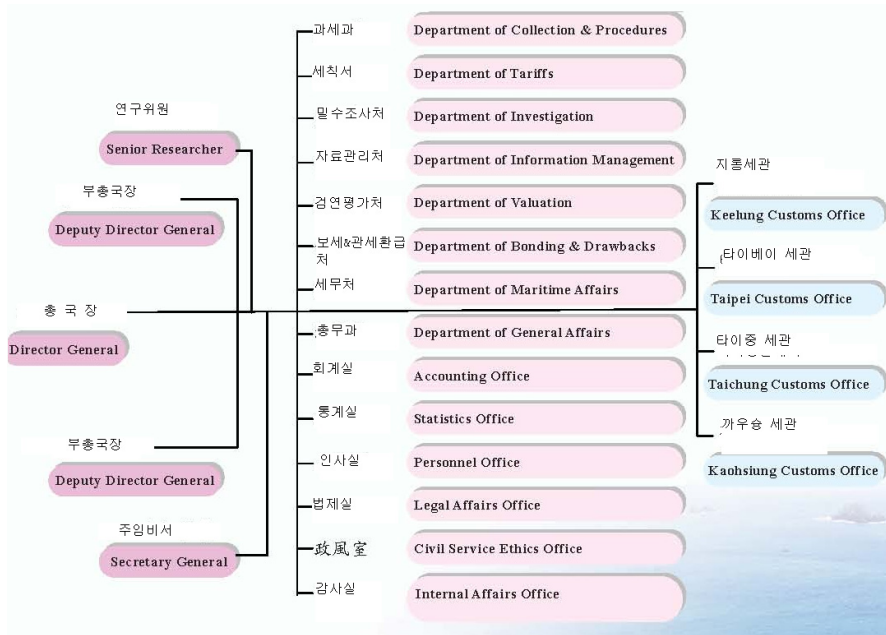 연구위원
Senior Researcher
부총국장
Deputy Director General
총 국 장
Director General
부총국장
Deputy Director General
주임비서
Secretary General
과세과
Department of Collection & Procedures
세칙서
Department of Tariffs
밀수조사처
Department of Investigation
자료관리처
Department of Information Management
검연평가처
Department of Valuation
보세&관세환급
처
Department of Bonding & Drawbacks
세무처
Department of Maritime Affairs
총무과
Department of General Affairs
회계실
Accounting Office
통계실
Statistics Office
인사실
Personnel Office
법제실
Legal Affairs Office
政風室
Civil Service Ethics Office
감사실
Internal Affairs Office
지룽세관
Keelung Customs Office
타이베이 세관
Taipei Customs Office
타이중 세관
Taichung Customs Office
까우슝 세관
Kaohsiung Customs Office